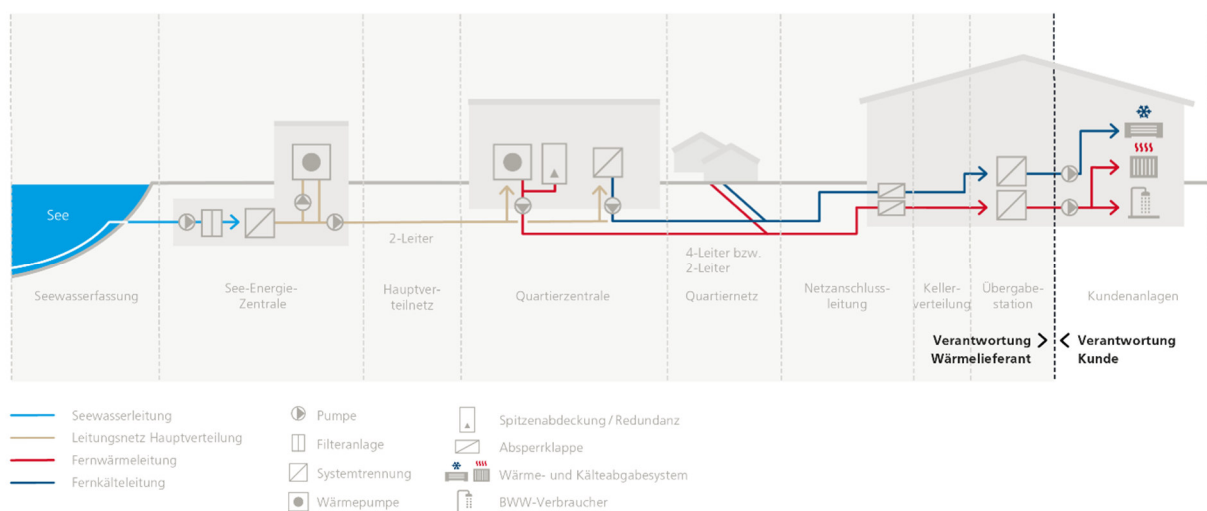 See
2-Leiter
4-Leiter bzw.
2-Leiter
Seewasserfassung
See-Energie-
Zentrale
Hauptver-
teilnetz
Quartierzentrale
Quartiernetz
Netzanschluss-
leitung
Keller-
verteilung
Übergabe-
station
Kundenanlagen
Verantwortung
Wärmelieferant
Verantwortung
Kunde
Seewasserleitung
Leitungsnetz Hauptverteilung
Fernwärmeleitung
Fernkälteleitung
Pumpe
Filteranlage
Systemtrennung
Wärmepumpe
Spitzenabdeckung / Redundanz
Absperrklappe
Wärme- und Kälteabgabesystem
BWW-Verbraucher